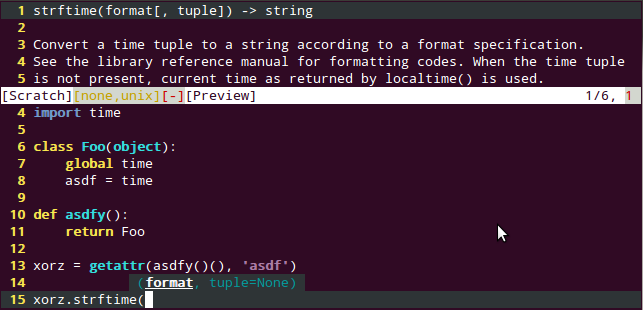 1 strftime(format[, tuple]) -> string
2
3 Convert a time tuple to a string according to a format specification.
4 See the library reference manual for formatting codes. When the time tuple
5 is not present, current time as returned by localtime() is used.
[Scratch][none,unix][-][Preview] 1/6, 1
4 import time
5
6 class Foo(object):
7     global time
8     asdf = time
9
10 def asdfy():
11     return Foo
12
13 xorz = getattr(asdfy()(), 'asdf')
14 (format, tuple=None)
15 xorz.strftime(